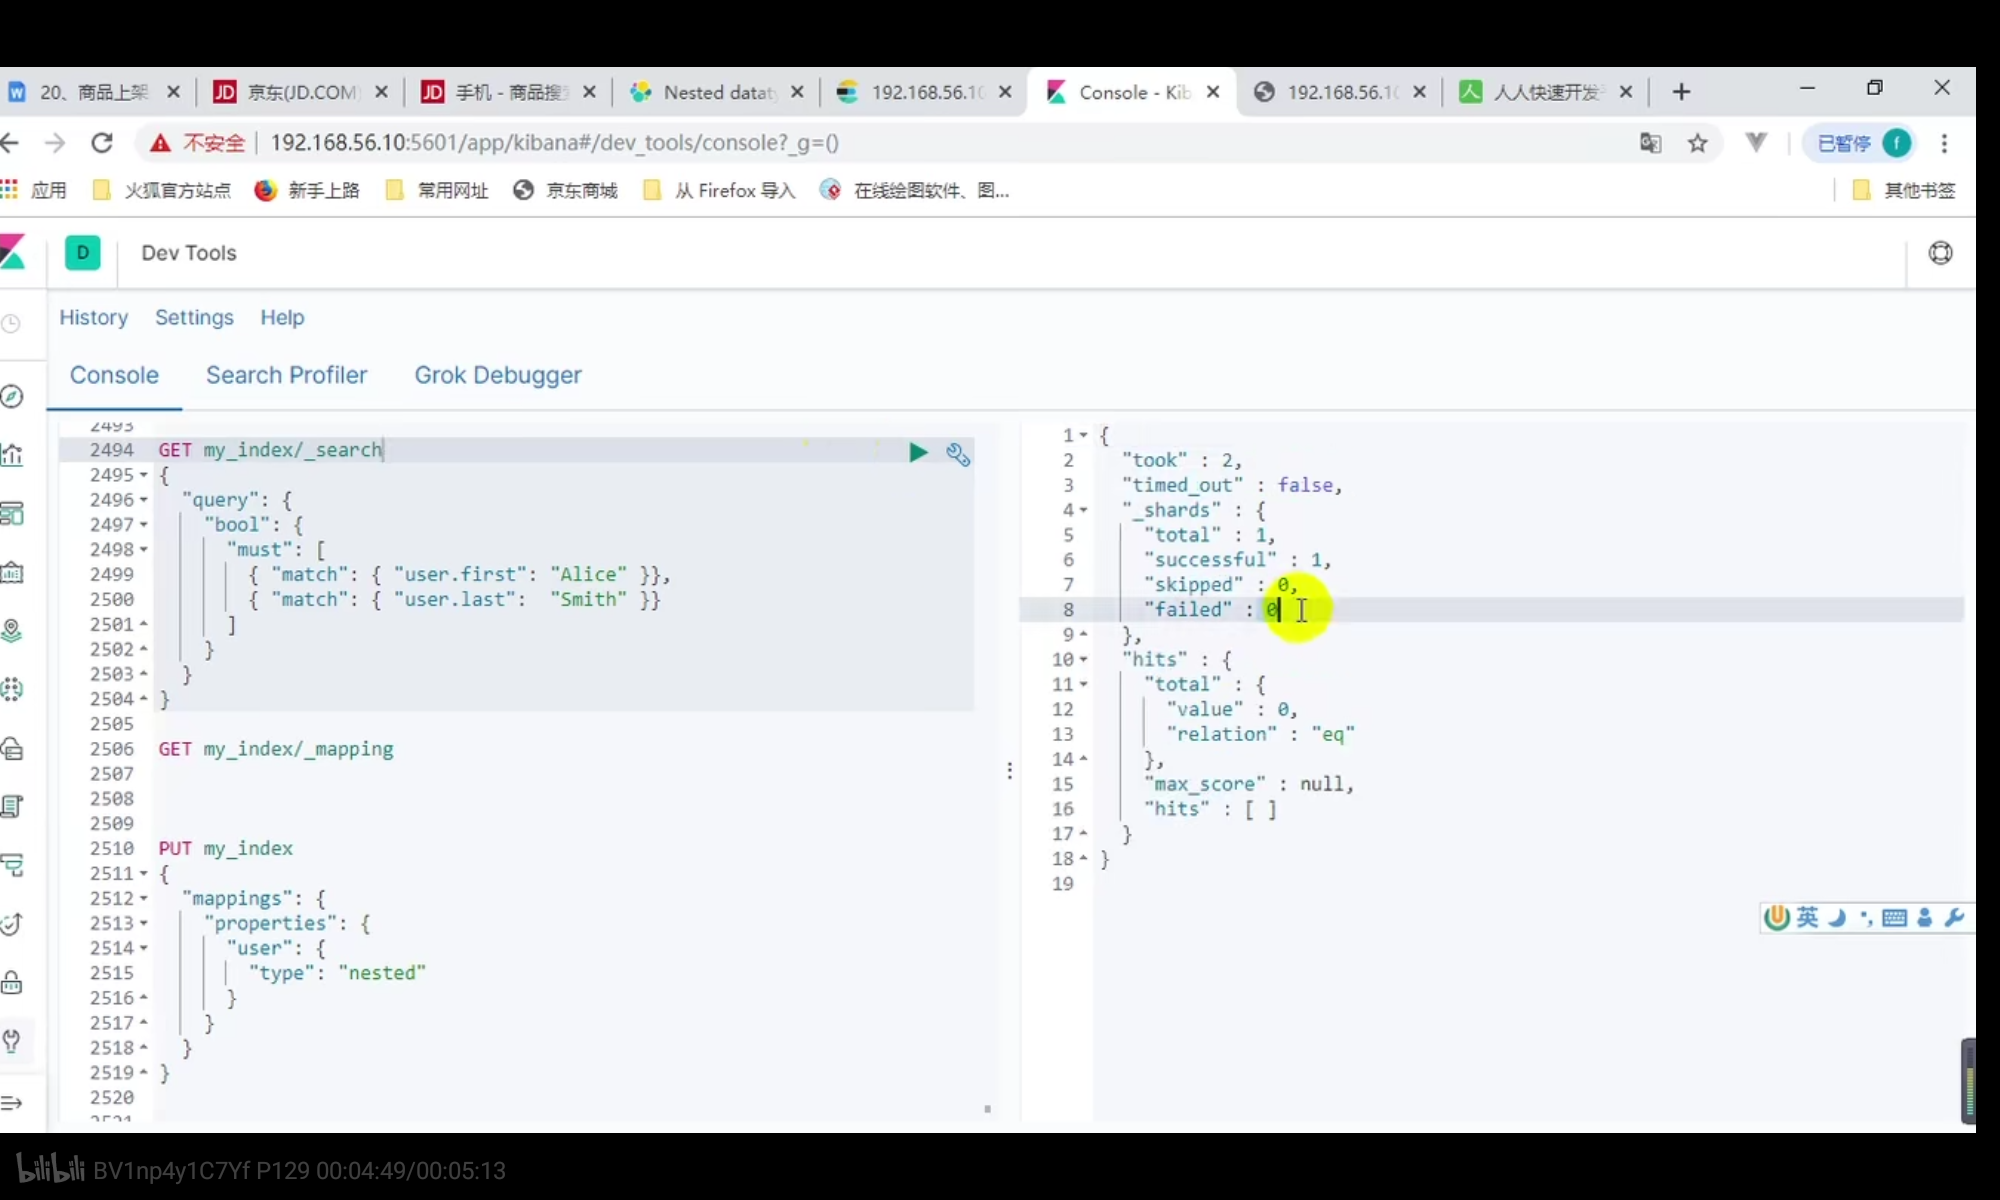 20、商品上架
京东(JD.COM)
手机 - 商品搜
Nested datat
192.168.56.10
Console - Kib
192.168.56.10
人人快速开发
不安全 192.168.56.10:5601/app/kibana#/dev_tools/console?_g=()
已暂停 f
应用 火狐官方站点 新手上路 常用网址 京东商城 从 Firefox 导入 在线绘图软件、图... 其他书签
D Dev Tools
History Settings Help
Console Search Profiler Grok Debugger
2493
2494 GET my_index/_search
2495 {
2496 "query": {
2497 "bool": {
2498 "must": [
2499 { "match": { "user.first": "Alice" }},
2500 { "match": { "user.last":  "Smith" }}
2501 ]
2502 }
2503 }
2504 }
2505
2506 GET my_index/_mapping
2507
2508
2509
2510 PUT my_index
2511 {
2512 "mappings": {
2513 "properties": {
2514 "user": {
2515 "type": "nested"
2516 }
2517 }
2518 }
2519 }
2520
2521
1 {
2 "took" : 2,
3 "timed_out" : false,
4 "_shards" : {
5 "total" : 1,
6 "successful" : 1,
7 "skipped" : 0,
8 "failed" : 0
9 },
10 "hits" : {
11 "total" : {
12 "value" : 0,
13 "relation" : "eq"
14 },
15 "max_score" : null,
16 "hits" : [ ]
17 }
18 }
19
英
bilibili BV1np4y1C7Yf P129 00:04:49/00:05:13